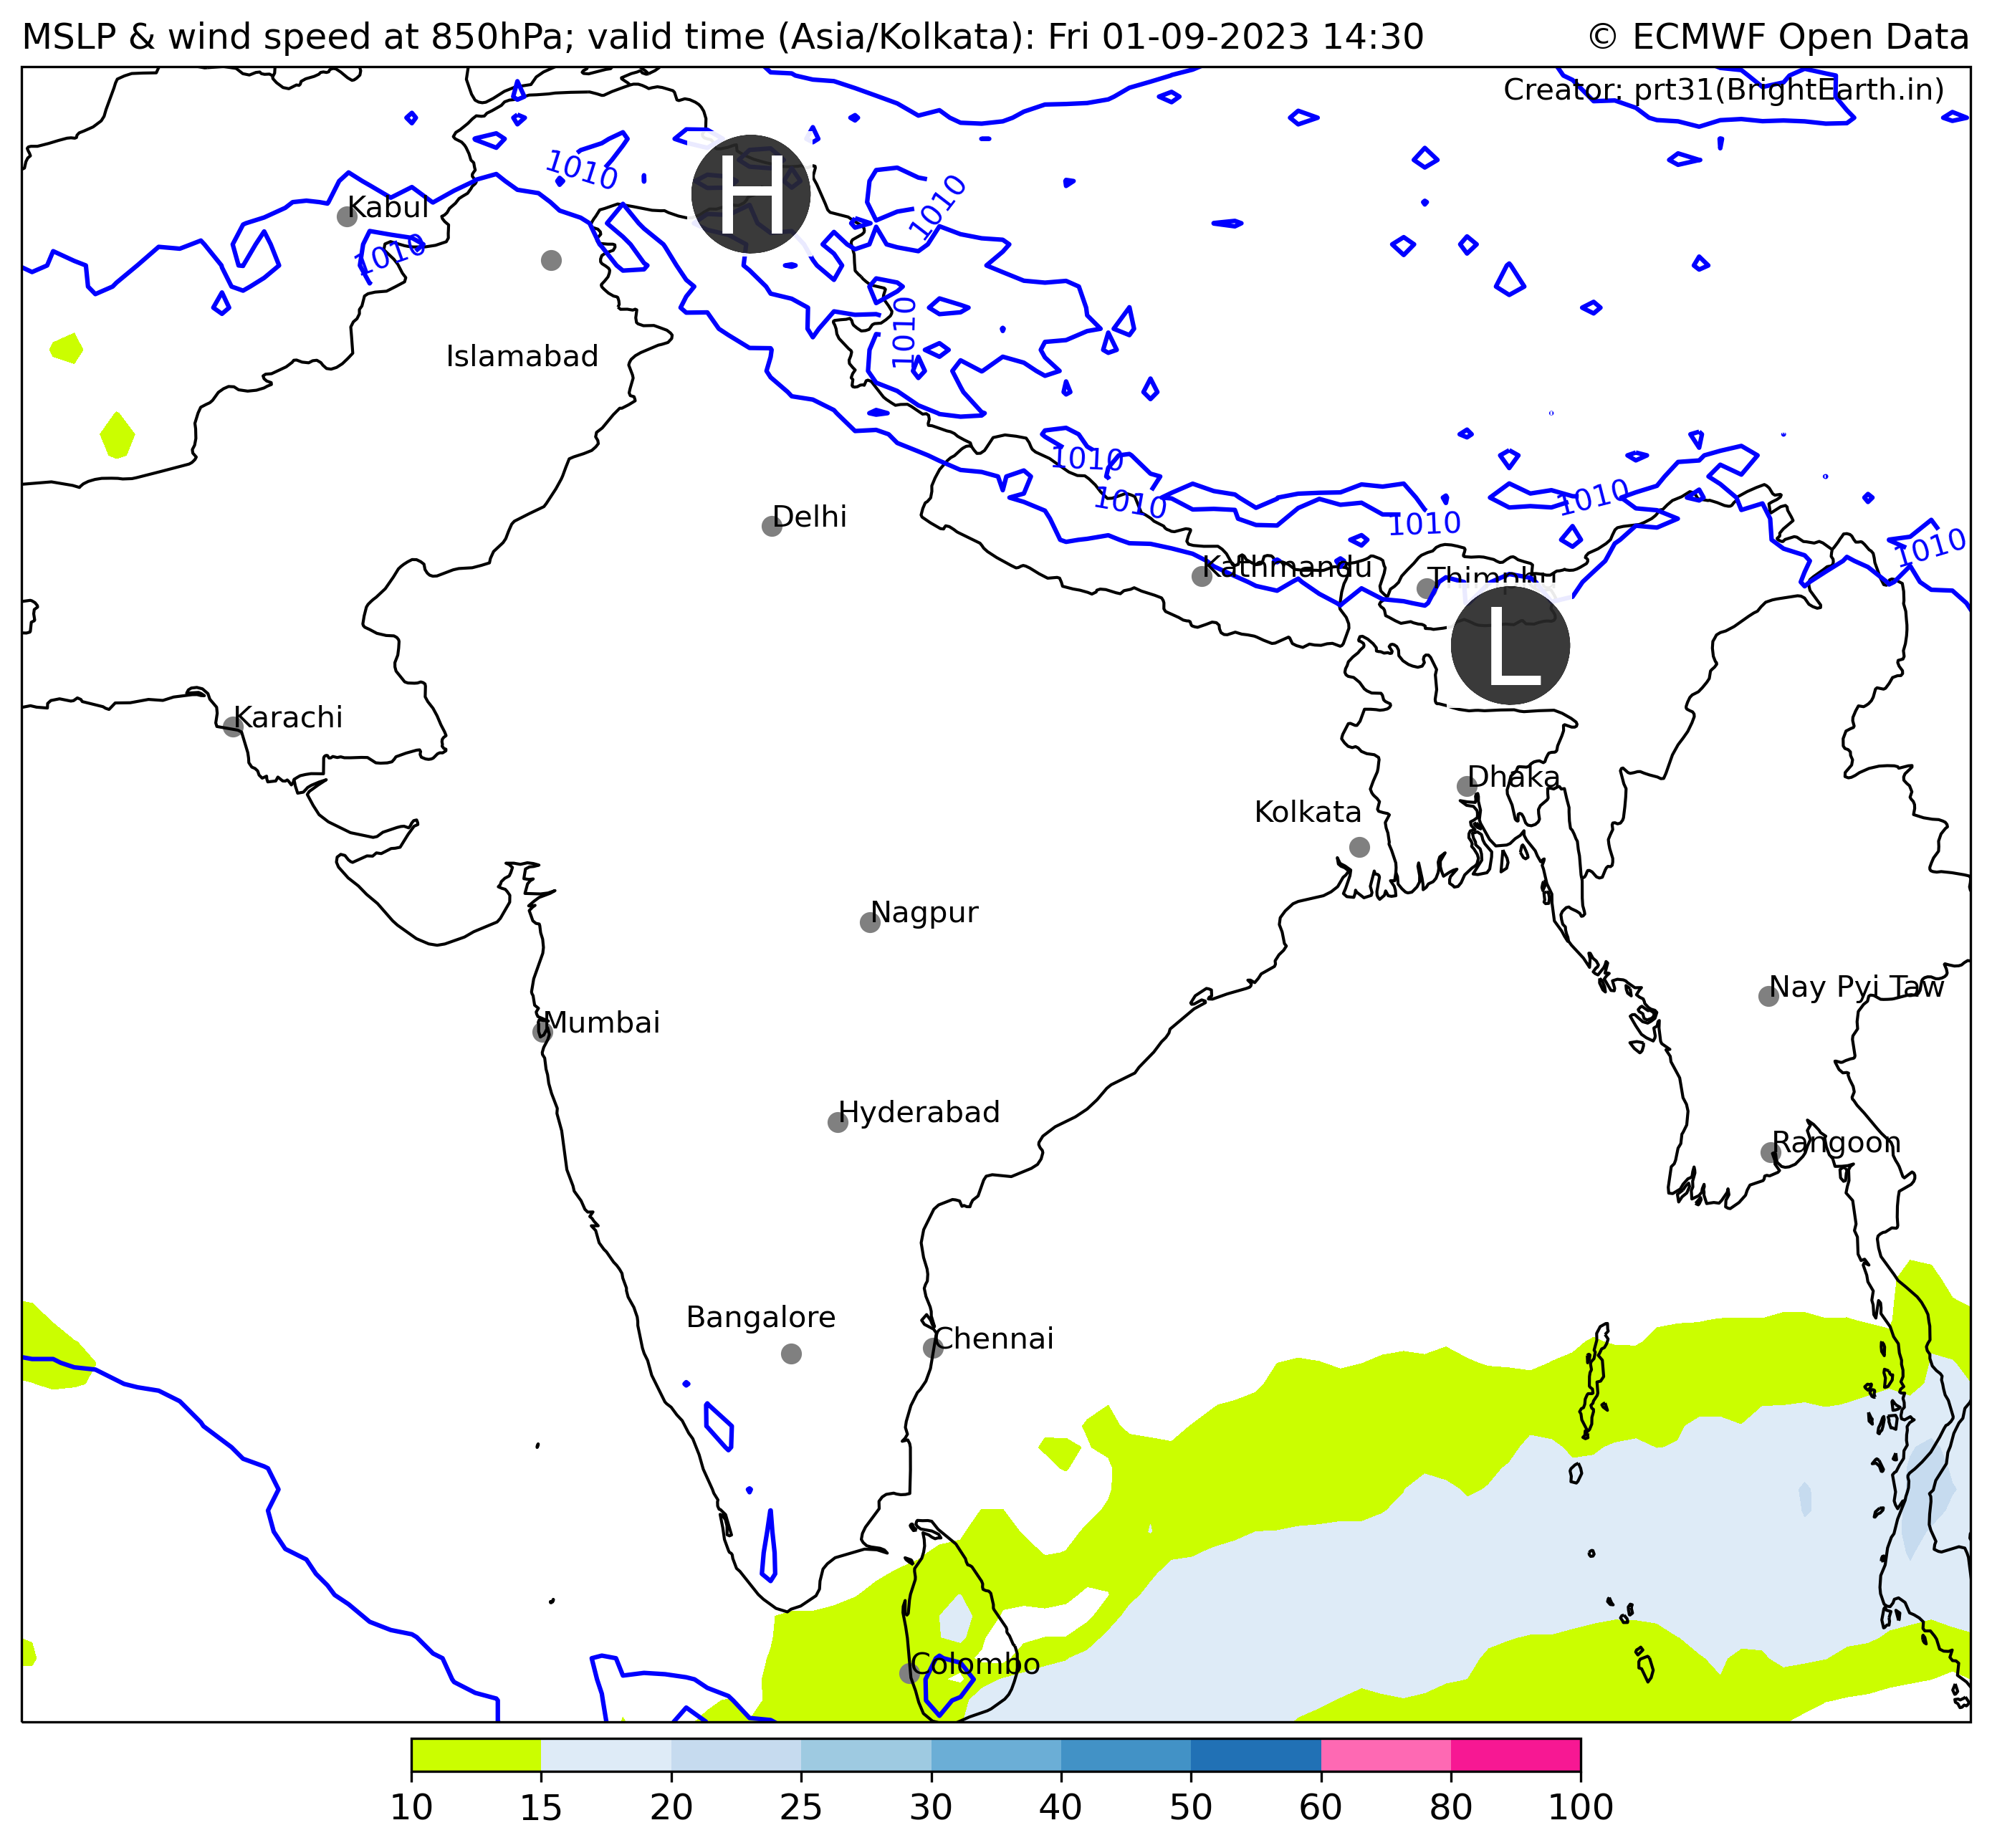 MSLP & wind speed at 850hPa; valid time (Asia/Kolkata): Fri 01-09-2023 14:30
© ECMWF Open Data
Creator: prt31(BrightEarth.in)
1010
H
1010
Kabul
1010
1010
Islamabad
1010
1010
1010
1010
1010
Delhi
1010
Kathmandu
Thimphu
L
Karachi
Dhaka
Kolkata
Nagpur
Nay Pyi Taw
Mumbai
Hyderabad
Rangoon
Bangalore
Chennai
Colombo
10 15 20 25 30 40 50 60 80 100